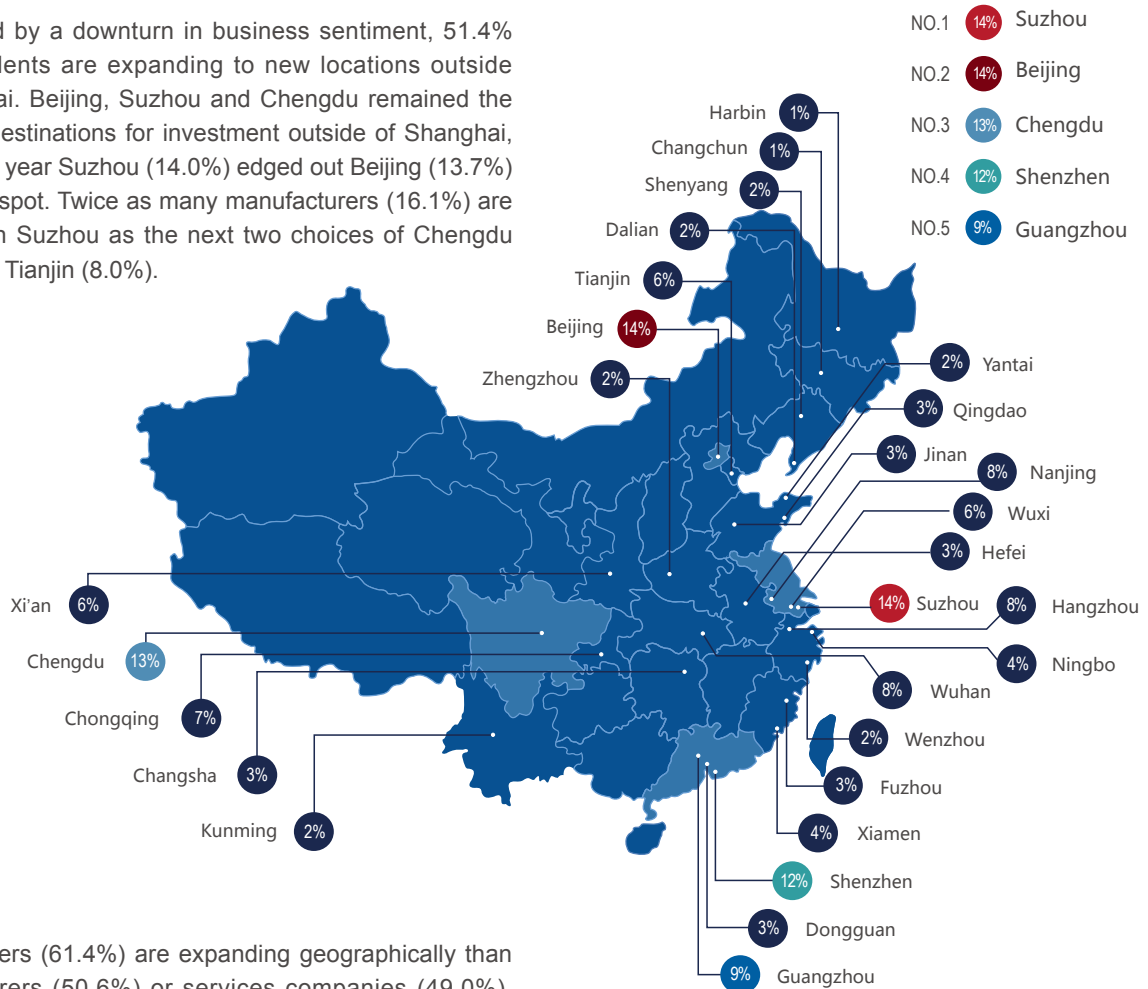 by a downturn in business sentiment, 51.4%
are expanding to new locations outside
Beijing, Suzhou and Chengdu remained the
for investment outside of Shanghai,
year Suzhou (14.0%) edged out Beijing (13.7%)
spot. Twice as many manufacturers (16.1%) are
Suzhou as the next two choices of Chengdu
Tianjin (8.0%).
NO.1 14% Suzhou
NO.2 14% Beijing
NO.3 13% Chengdu
NO.4 12% Shenzhen
NO.5 9% Guangzhou
Harbin 1%
Changchun 1%
Shenyang 2%
Dalian 2%
Tianjin 6%
Beijing 14%
Zhengzhou 2%
2% Yantai
3% Qingdao
3% Jinan
8% Nanjing
6% Wuxi
3% Hefei
14% Suzhou
8% Hangzhou
4% Ningbo
8% Wuhan
2% Wenzhou
3% Fuzhou
4% Xiamen
12% Shenzhen
3% Dongguan
9% Guangzhou
Xi'an 6%
Chengdu 13%
Chongqing 7%
Changsha 3%
Kunming 2%
(61.4%) are expanding geographically than
(50.6%) or services companies (49.0%).